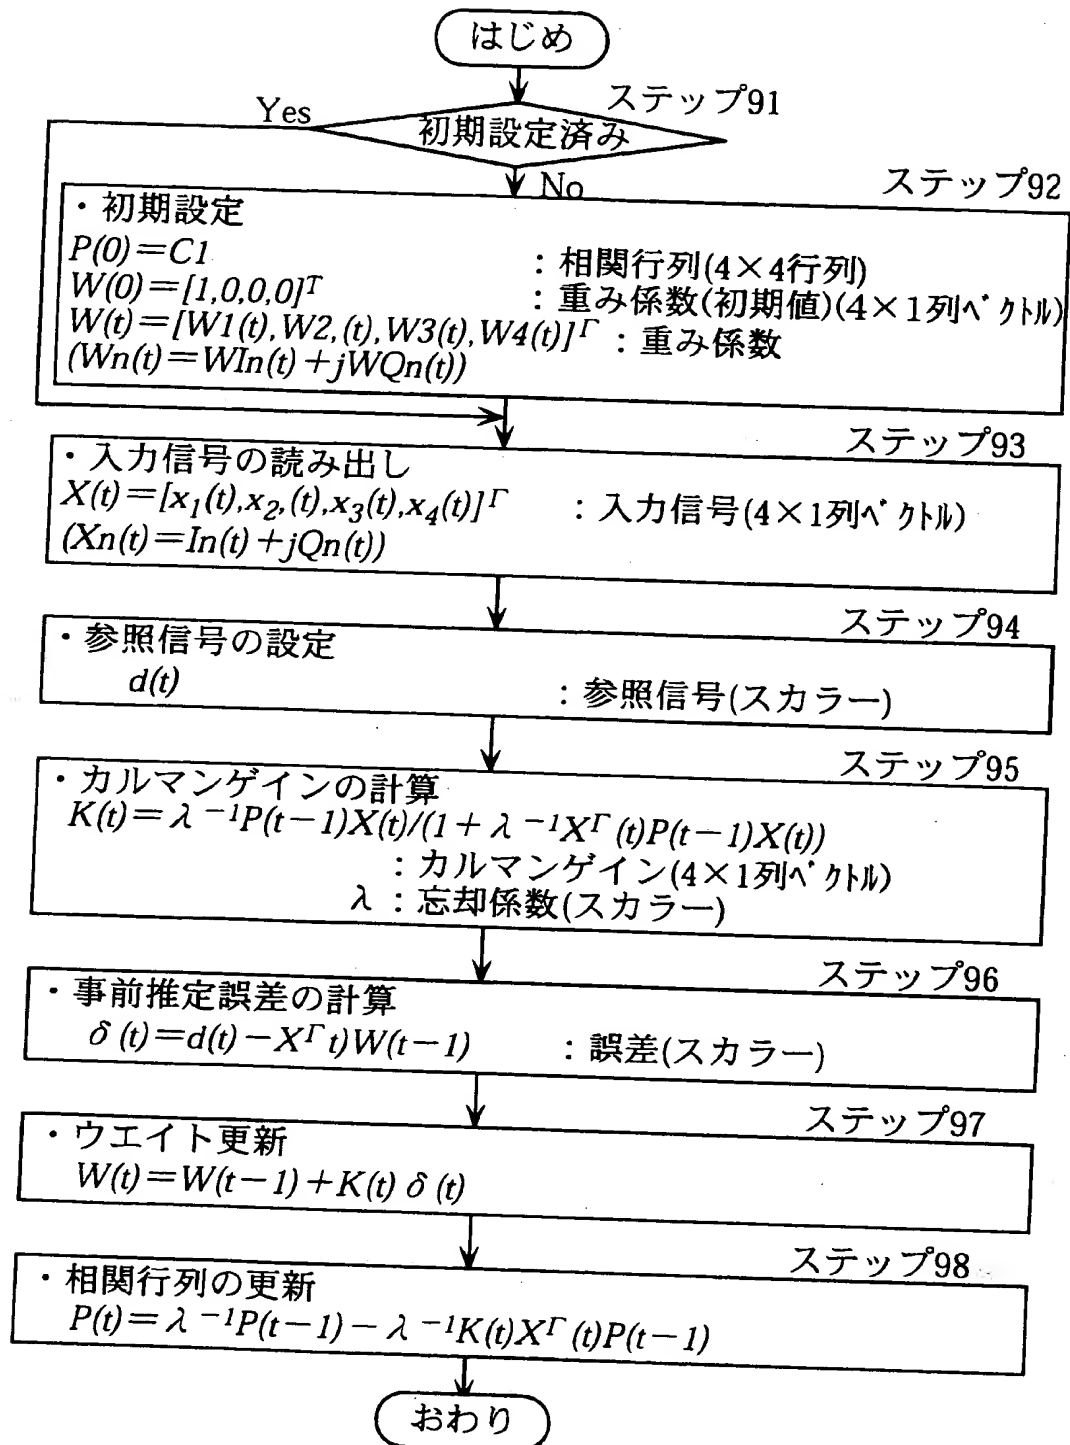 はじめ
ステップ91
Yes
初期設定済み
No
ステップ92
・初期設定
P(0)=C1 :相関行列(4×4行列)
W(0)=[1,0,0,0]ᵀ :重み係数(初期値)(4×1列ベクトル)
W(t)=[W1(t),W2,(t),W3(t),W4(t)]^Γ :重み係数
(Wn(t)=WIn(t)+jWQn(t))
ステップ93
・入力信号の読み出し
X(t)=[x₁(t),x₂,(t),x₃(t),x₄(t)]^Γ :入力信号(4×1列ベクトル)
(Xn(t)=In(t)+jQn(t))
ステップ94
・参照信号の設定
d(t) :参照信号(スカラー)
ステップ95
・カルマンゲインの計算
K(t)=λ⁻¹P(t-1)X(t)/(1+λ⁻¹X^Γ(t)P(t-1)X(t))
:カルマンゲイン(4×1列ベクトル)
λ:忘却係数(スカラー)
ステップ96
・事前推定誤差の計算
δ(t)=d(t)-X^Γ t)W(t-1) :誤差(スカラー)
ステップ97
・ウエイト更新
W(t)=W(t-1)+K(t)δ(t)
ステップ98
・相関行列の更新
P(t)=λ⁻¹P(t-1)-λ⁻¹K(t)X^Γ(t)P(t-1)
おわり